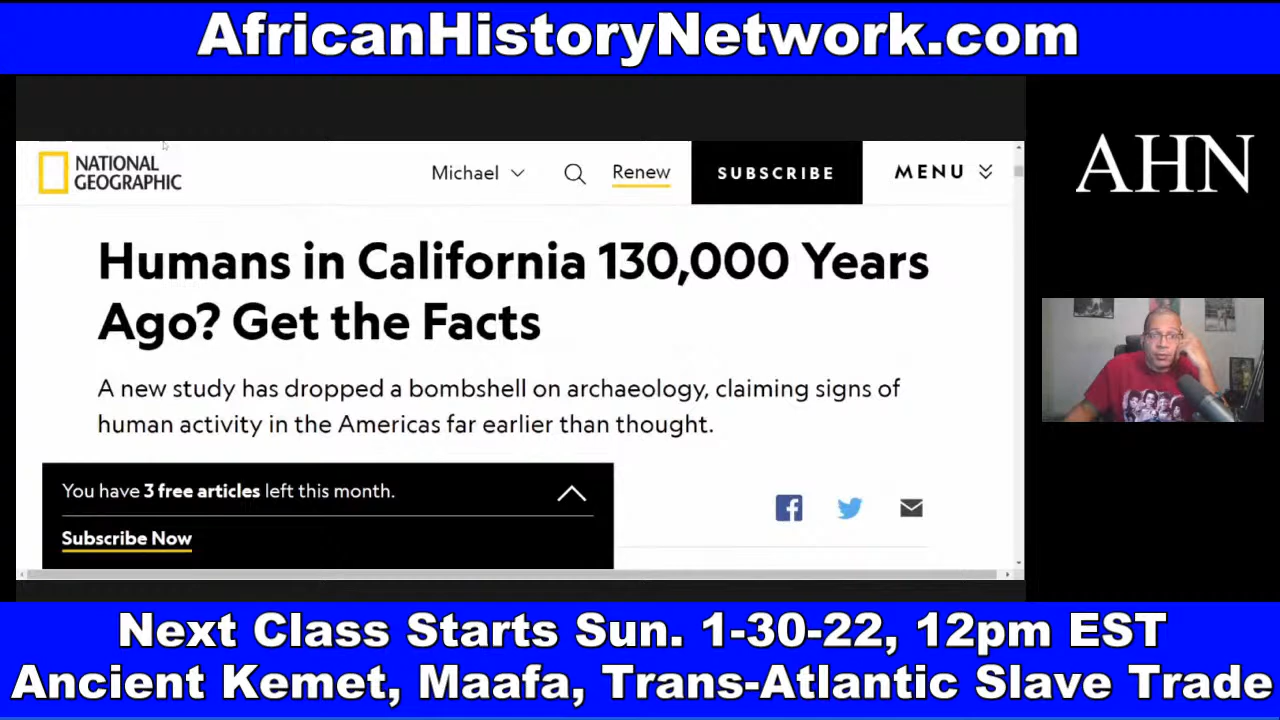 AfricanHistoryNetwork.com
NATIONAL
GEOGRAPHIC
Michael
Renew
SUBSCRIBE
MENU
AHN
Humans in California 130,000 Years
Ago? Get the Facts
A new study has dropped a bombshell on archaeology, claiming signs of
human activity in the Americas far earlier than thought.
You have 3 free articles left this month.
Subscribe Now
Next Class Starts Sun. 1-30-22, 12pm EST
Ancient Kemet, Maafa, Trans-Atlantic Slave Trade